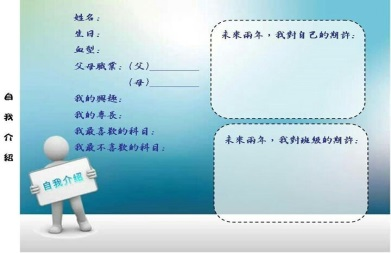 自我介紹
姓名：
生日：
血型：
父母職業：(父)__________
(母)__________
我的興趣：
我的專長：
我最喜歡的科目：
我最不喜歡的科目：
自我介紹
未來兩年，我對自己的期許：
未來兩年，我對班級的期許：